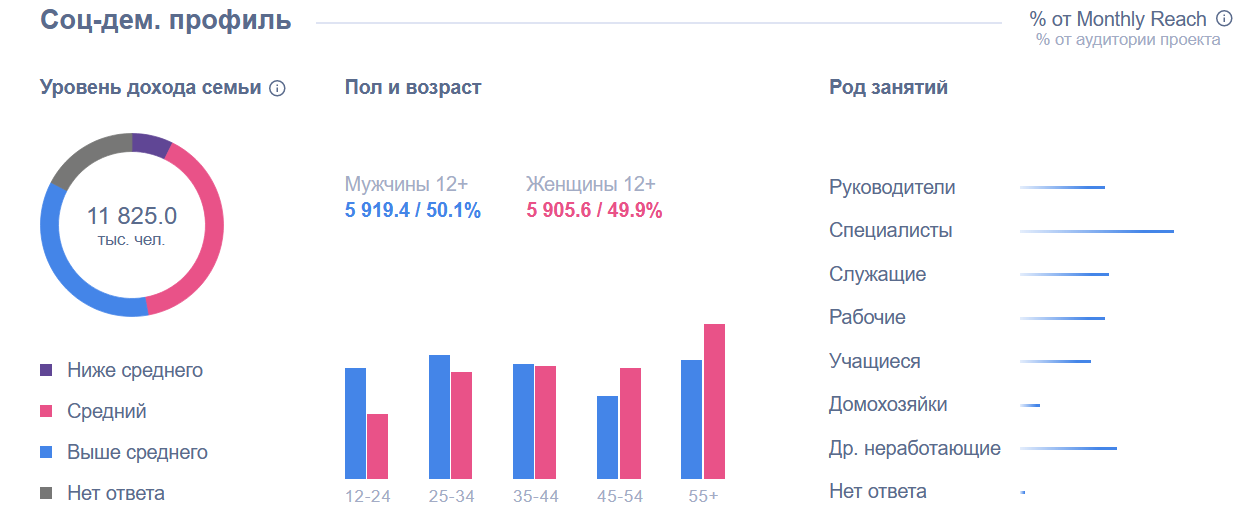 Соц-дем. профиль
% от Monthly Reach
% от аудитории проекта
Уровень дохода семьи
11 825.0
тыс. чел.
Ниже среднего
Средний
Выше среднего
Нет ответа
Пол и возраст
Мужчины 12+
5 919.4 / 50.1%
Женщины 12+
5 905.6 / 49.9%
12-24 25-34 35-44 45-54 55+
Род занятий
Руководители
Специалисты
Служащие
Рабочие
Учащиеся
Домохозяйки
Др. неработающие
Нет ответа